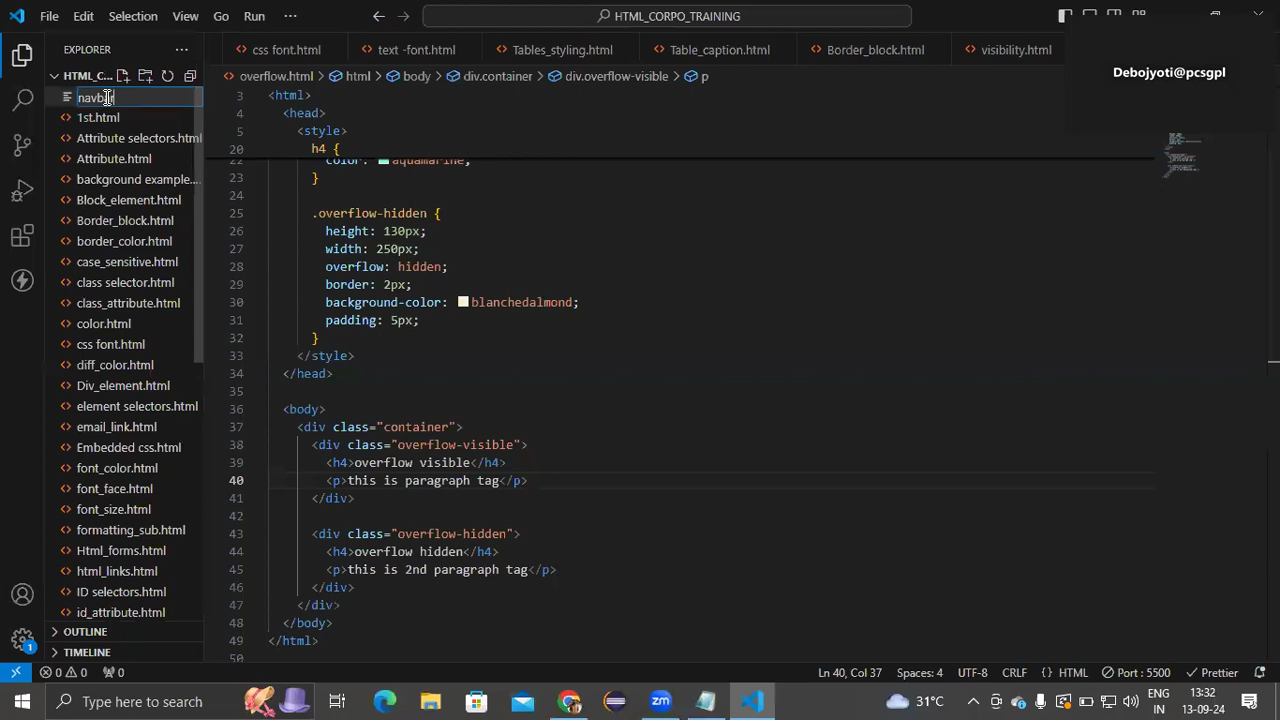 File Edit Selection View Go Run ··· HTML_CORPO_TRAINING
EXPLORER ··· css font.html text -font.html Tables_styling.html Table_caption.html Border_block.html visibility.html
Debojyoti@pcsgpl
HTML_C... overflow.html > html > body > div.container > div.overflow-visible > p
1st.html
Attribute selectors.html
Attribute.html
background example....
Block_element.html
Border_block.html
border_color.html
case_sensitive.html
class selector.html
class_attribute.html
color.html
css font.html
diff_color.html
Div_element.html
element selectors.html
email_link.html
Embedded css.html
font_color.html
font_face.html
font_size.html
formatting_sub.html
Html_forms.html
html_links.html
ID selectors.html
id_attribute.html
OUTLINE
TIMELINE
3 <html>
4 <head>
5 <style>
20 h4 {
22 color: aquamarine;
23 }
24
25 .overflow-hidden {
26 height: 130px;
27 width: 250px;
28 overflow: hidden;
29 border: 2px;
30 background-color: blanchedalmond;
31 padding: 5px;
32 }
33 </style>
34 </head>
35
36 <body>
37 <div class="container">
38 <div class="overflow-visible">
39 <h4>overflow visible</h4>
40 <p>this is paragraph tag</p>
41 </div>
42
43 <div class="overflow-hidden">
44 <h4>overflow hidden</h4>
45 <p>this is 2nd paragraph tag</p>
46 </div>
47 </div>
48 </body>
49 </html>
50
1 0 0 0 Ln 40, Col 37 Spaces: 4 UTF-8 CRLF {} HTML Port : 5500 Prettier
Type here to search zm 31°C ENG IN 13:32 13-09-24